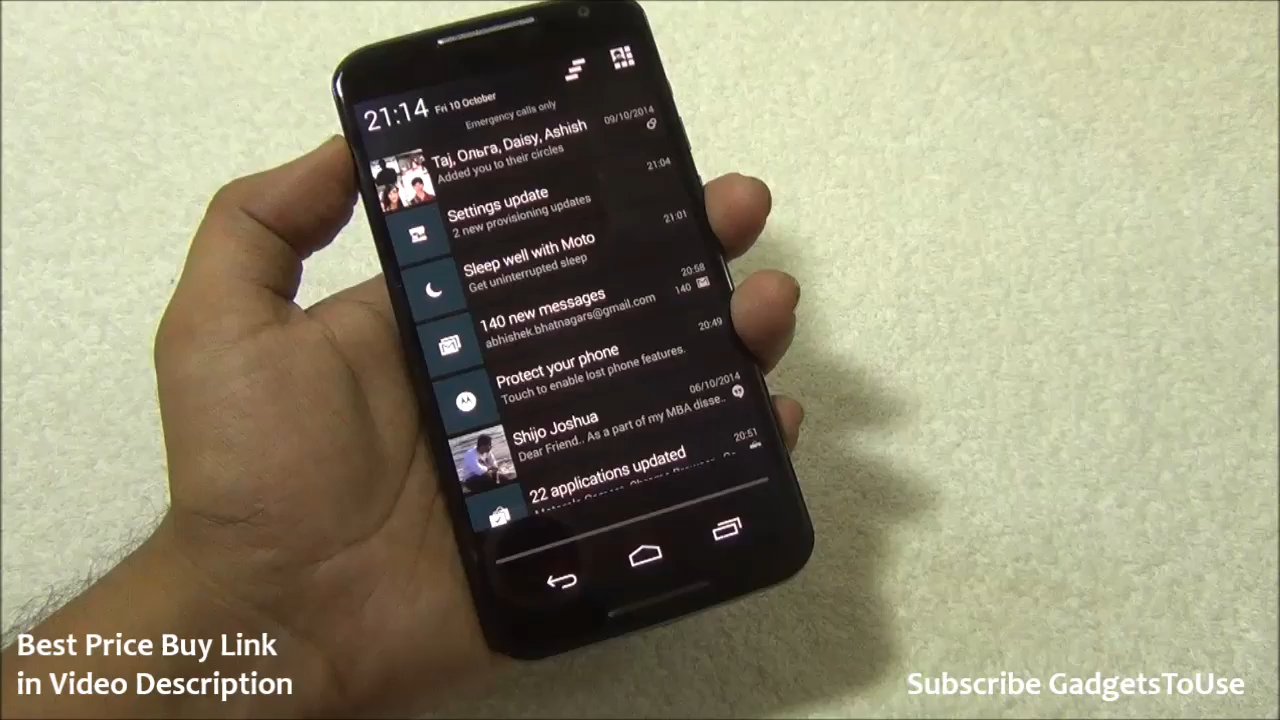 21:14 Fri 10 October
Emergency calls only
Taj, Ольга, Daisy, Ashish 09/10/2014
Added you to their circles
Settings update 21:04
2 new provisioning updates
Sleep well with Moto 21:01
Get uninterrupted sleep
140 new messages 20:58
abhishek.bhatnagars@gmail.com 140
Protect your phone 20:49
Touch to enable lost phone features.
Shijo Joshua 06/10/2014
Dear Friend.. As a part of my MBA disse..
22 applications updated 20:51
Best Price Buy Link
in Video Description
Subscribe GadgetsToUse